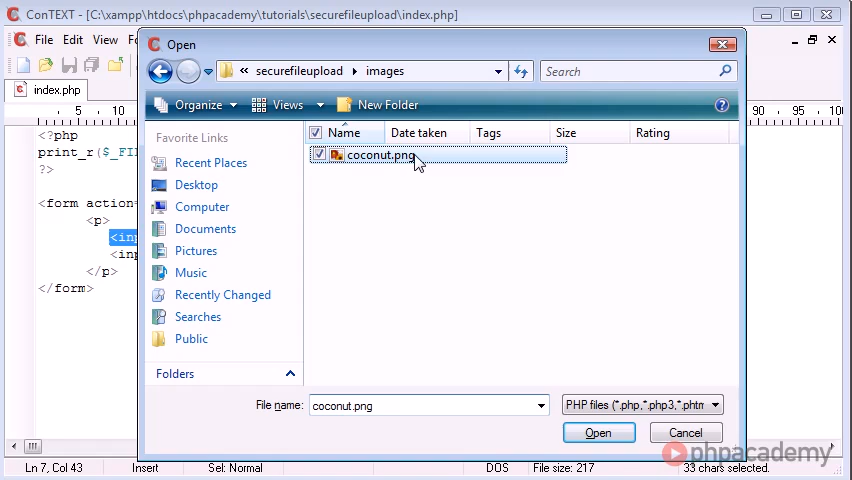 ConTEXT - [C:\xampp\htdocs\phpacademy\tutorials\securefileupload\index.php]
File Edit View Fo
Open
securefileupload images Search
Organize Views New Folder
index.php
5 10 90 95 100
Favorite Links
Name Date taken Tags Size Rating
<?php
coconut.png
print_r($_FI
Recent Places
?>
Desktop
<form action=
Computer
<p>
Documents
<inp
Pictures
<inp
Music
</p>
Recently Changed
</form>
Searches
Public
Folders
File name: coconut.png PHP files (*.php,*.php3,*.phtm
Open Cancel
phpacademy
Ln 7, Col 43 Insert Sel: Normal DOS File size: 217 33 chars selected.